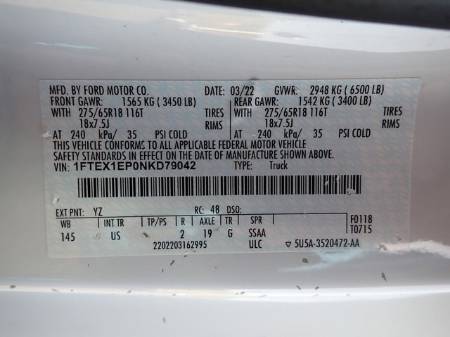 MFD. BY FORD MOTOR CO. DATE: 03/22 GVWR: 2948 KG (6500 LB)
FRONT GAWR: 1565 KG (3450 LB) REAR GAWR: 1542 KG (3400 LB)
WITH 275/65R18 116T WITH 275/65R18 116T
18x7.5J 18x7.5J
AT 240 kPa/ 35 PSI COLD AT 240 kPa/ 35 PSI COLD
THIS VEHICLE CONFORMS TO ALL APPLICABLE FEDERAL MOTOR VEHICLE
SAFETY STANDARDS IN EFFECT ON THE DATE OF MANUFACTURE SHOWN ABOVE.
VIN: 1FTEX1EP0NKD79042 TYPE: Truck
EXT PNT: YZ RC: 48 DSO:
WB INT TR TP/PS R AXLE TR SPR F0118
145 US 2 19 G SSAA T0715
2202203162995 ULC 5U5A-3520472-AA